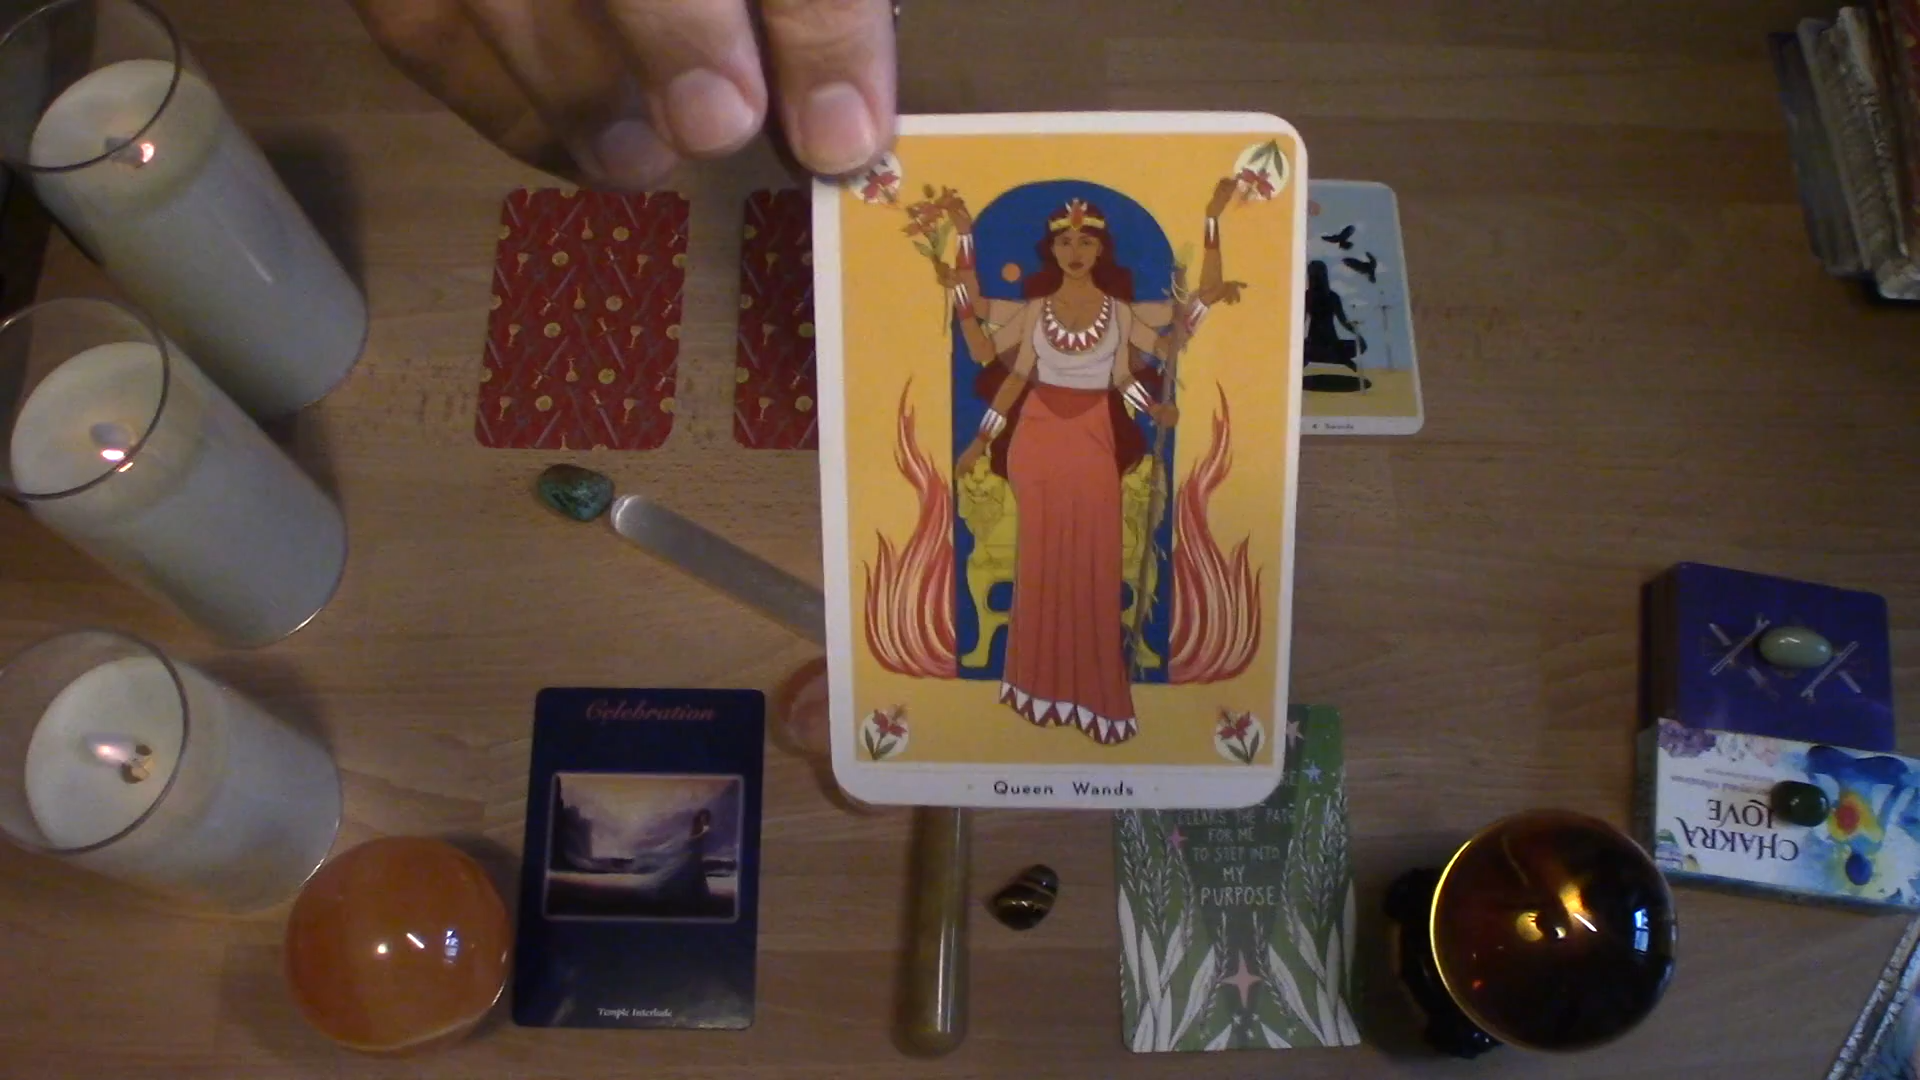 Queen Wands
Celebration
Temple Interlude
CLEARS THE PATH
FOR ME
TO STEP INTO
MY
PURPOSE
CHAKRA
LOVE